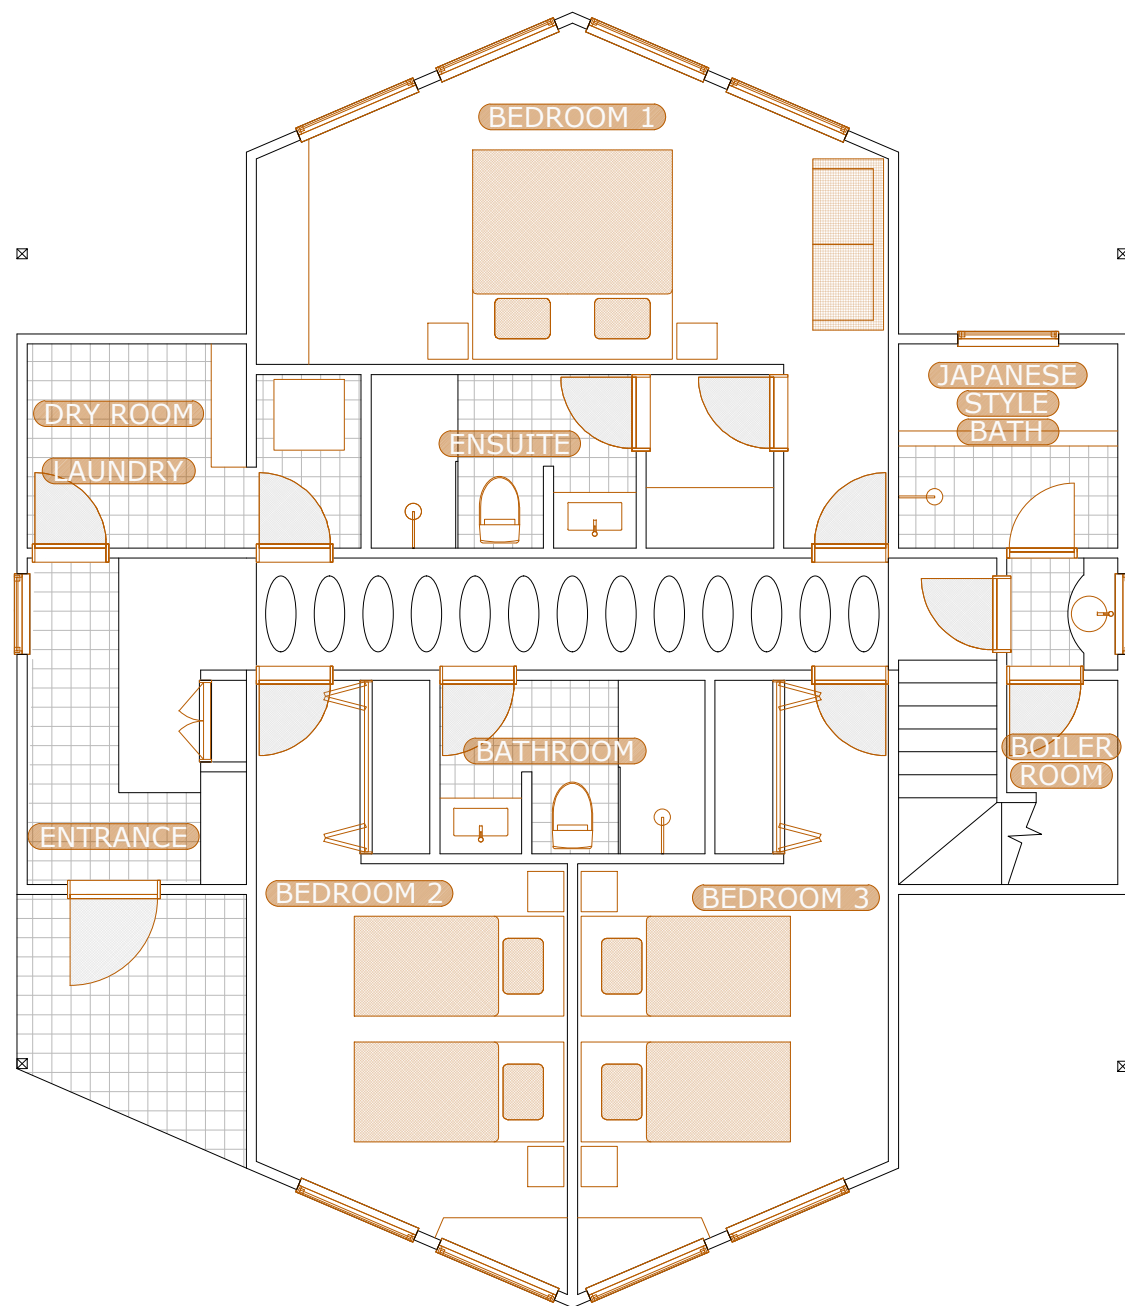 BEDROOM 1
JAPANESE
STYLE
BATH
DRY ROOM
LAUNDRY
ENSUITE
BATHROOM
BOILER
ROOM
ENTRANCE
BEDROOM 2
BEDROOM 3